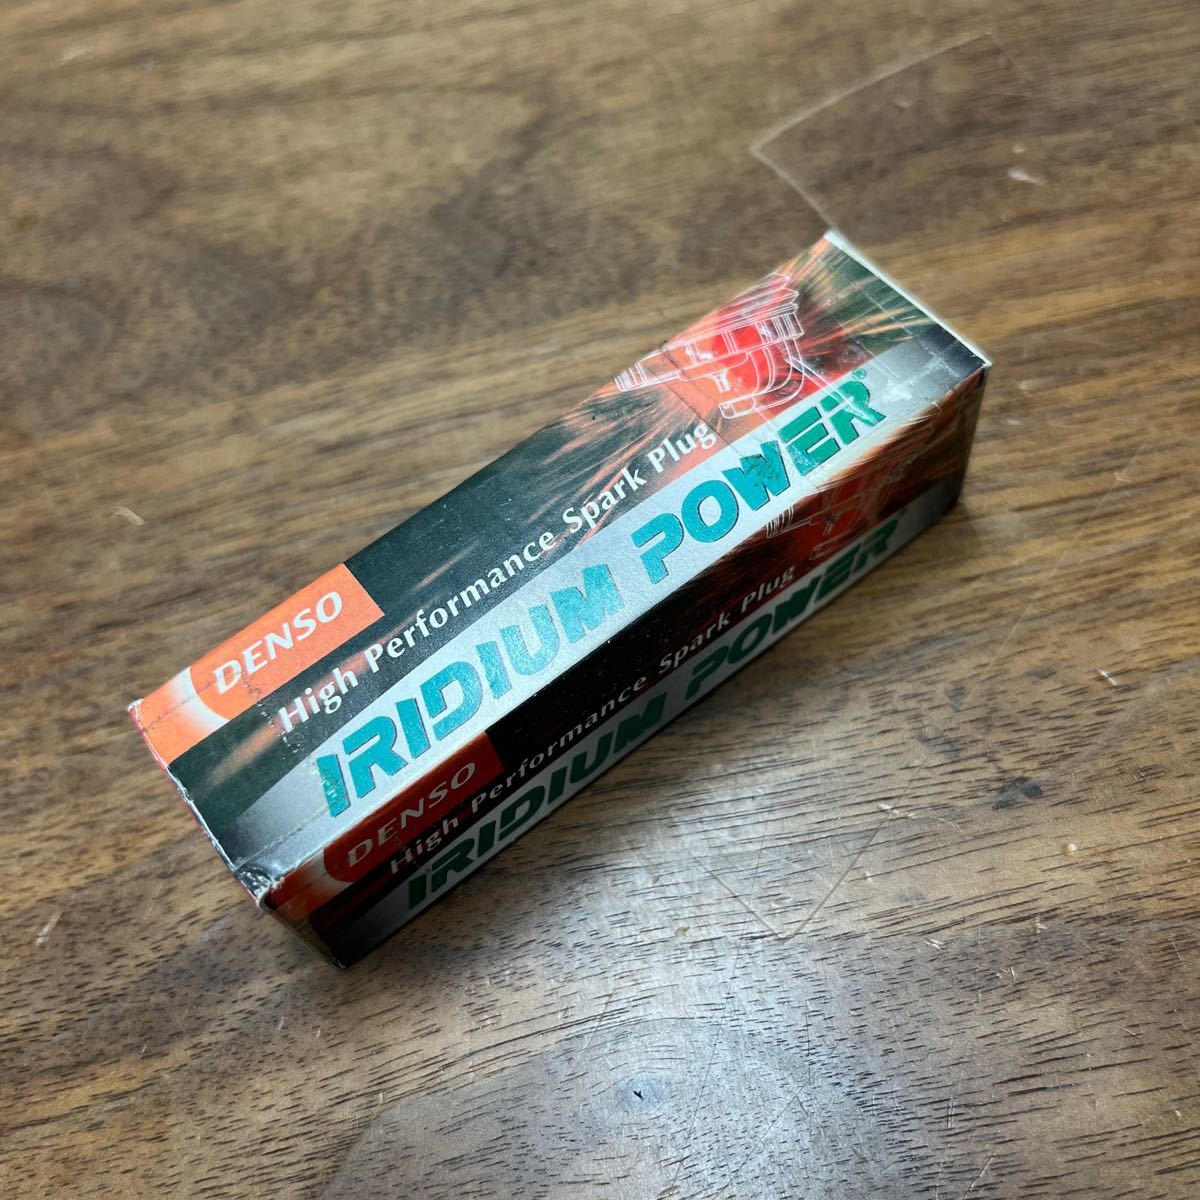 DENSO
High Performance Spark Plug
IRIDIUM POWER®
DENSO
High Performance Spark Plug
IRIDIUM POWER